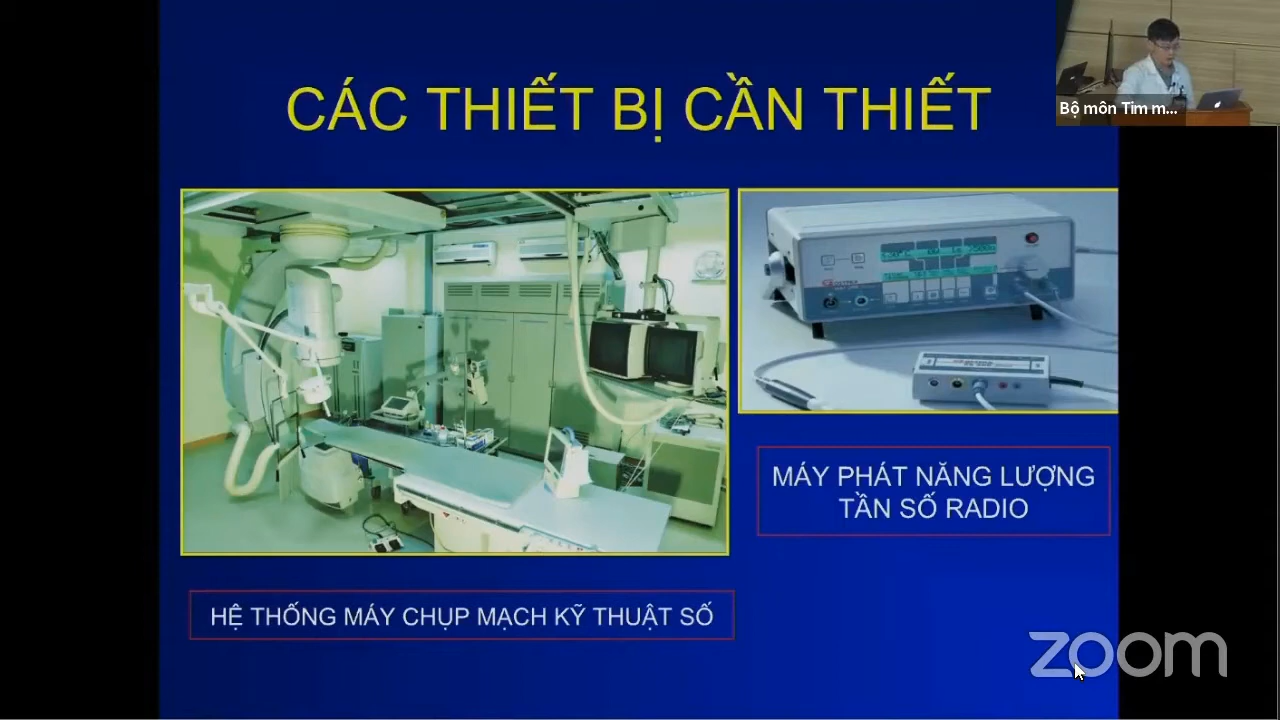 CÁC THIẾT BỊ CẦN THIẾT
Bộ môn Tim m...
MÁY PHÁT NĂNG LƯỢNG
TẦN SỐ RADIO
HỆ THỐNG MÁY CHỤP MẠCH KỸ THUẬT SỐ
zoom